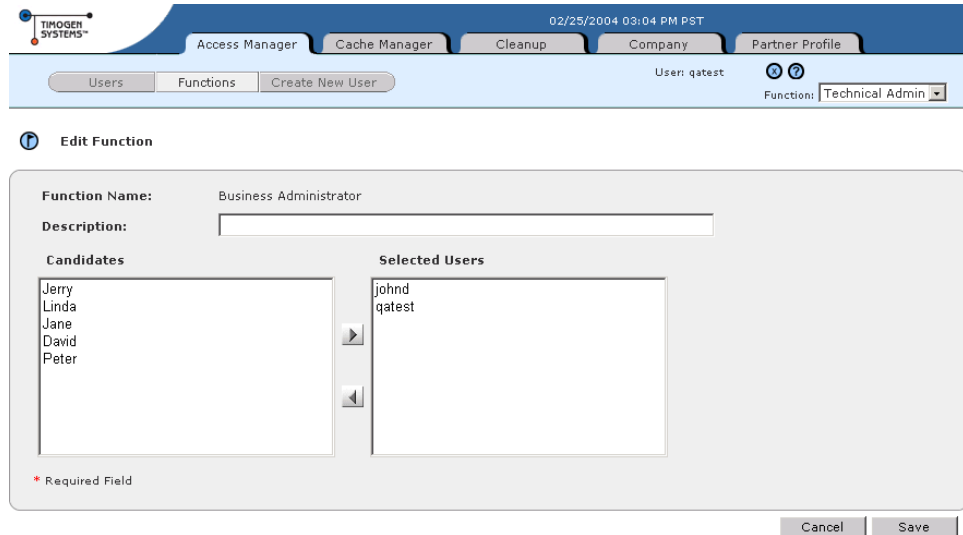 TIMOGEN
SYSTEMS™
02/25/2004 03:04 PM PST
Access Manager Cache Manager Cleanup Company Partner Profile
Users Functions Create New User
User: qatest
x ?
Function: Technical Admin
Edit Function
Function Name: Business Administrator
Description:
Candidates
Jerry
Linda
Jane
David
Peter
Selected Users
johnd
qatest
* Required Field
Cancel Save